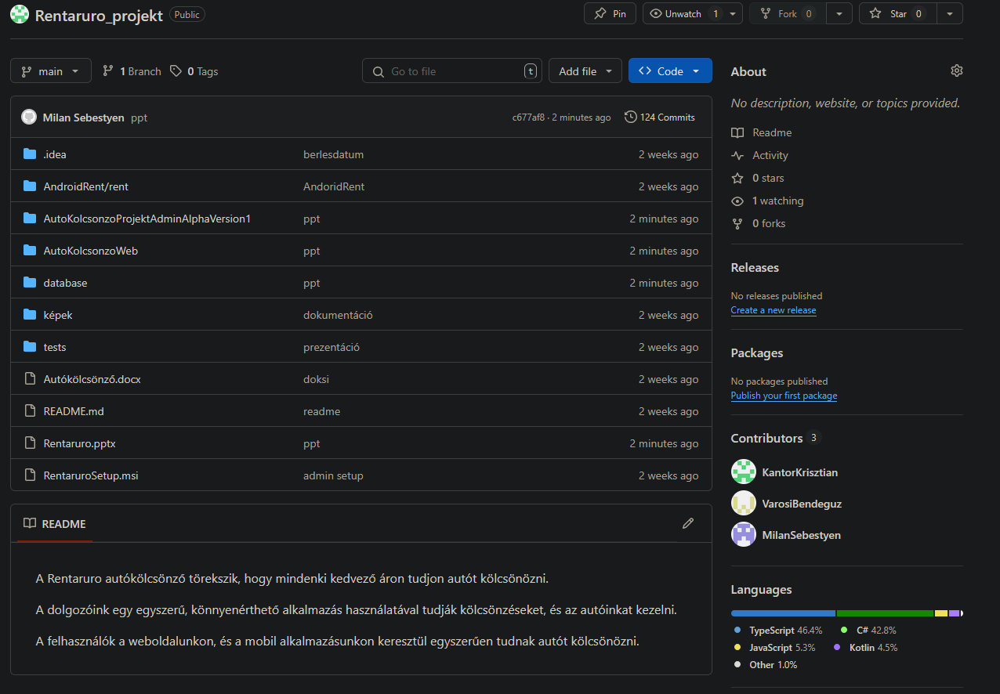 Rentaruro_projekt Public Pin Unwatch 1 Fork 0 Star 0
main 1 Branch 0 Tags Go to file t Add file Code
Milan Sebestyen ppt c677af8 · 2 minutes ago 124 Commits
.idea berlesdatum 2 weeks ago
AndroidRent/rent AndoridRent 2 weeks ago
AutoKolcsonzoProjektAdminAlphaVersion1 ppt 2 minutes ago
AutoKolcsonzoWeb ppt 2 minutes ago
database ppt 2 minutes ago
képek dokumentáció 2 weeks ago
tests prezentáció 2 weeks ago
Autókölcsönző.docx doksi 2 weeks ago
README.md readme 2 weeks ago
Rentaruro.pptx ppt 2 minutes ago
RentaruroSetup.msi admin setup 2 weeks ago
README
A Rentaruro autókölcsönző törekszik, hogy mindenki kedvező áron tudjon autót kölcsönözni.
A dolgozóink egy egyszerű, könnyenérthető alkalmazás használatával tudják kölcsönzéseket, és az autóinkat kezelni.
A felhasználók a weboldalunkon, és a mobil alkalmazásunkon keresztül egyszerűen tudnak autót kölcsönözni.
About
No description, website, or topics provided.
Readme
Activity
0 stars
1 watching
0 forks
Releases
No releases published
Create a new release
Packages
No packages published
Publish your first package
Contributors 3
KantorKrisztian
VarosiBendeguz
MilanSebestyen
Languages
TypeScript 46.4% C# 42.8%
JavaScript 5.3% Kotlin 4.5%
Other 1.0%